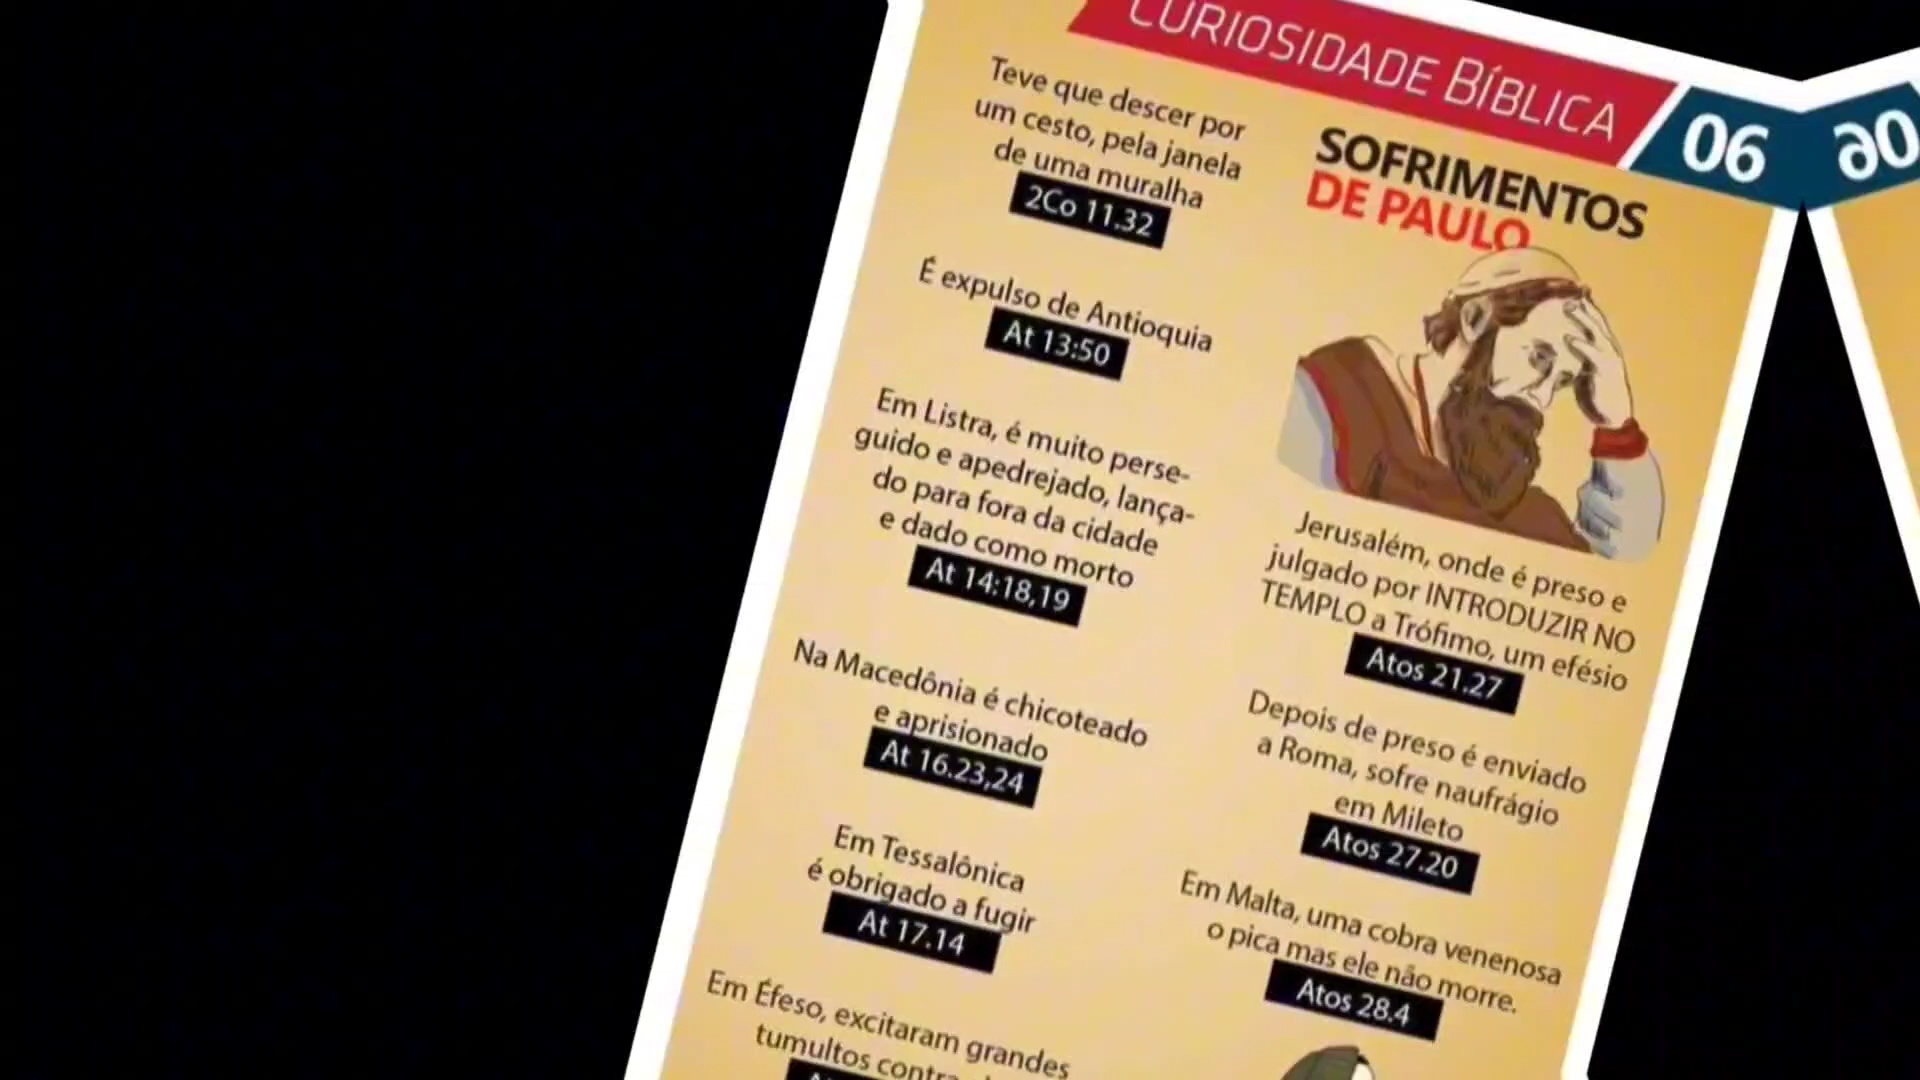 CURIOSIDADE BÍBLICA
06
SOFRIMENTOS
DE PAULO
Teve que descer por
um cesto, pela janela
de uma muralha
2Co 11.32
É expulso de Antioquia
At 13:50
Em Listra, é muito perse-
guido e apedrejado, lança-
do para fora da cidade
e dado como morto
At 14:18,19
Na Macedônia é chicoteado
e aprisionado
At 16.23,24
Em Tessalônica
é obrigado a fugir
At 17.14
Em Éfeso, excitaram grandes
tumultos contra
Jerusalém, onde é preso e
julgado por INTRODUZIR NO
TEMPLO a Trófimo, um efésio
Atos 21.27
Depois de preso é enviado
a Roma, sofre naufrágio
em Mileto
Atos 27.20
Em Malta, uma cobra venenosa
o pica mas ele não morre.
Atos 28.4
06